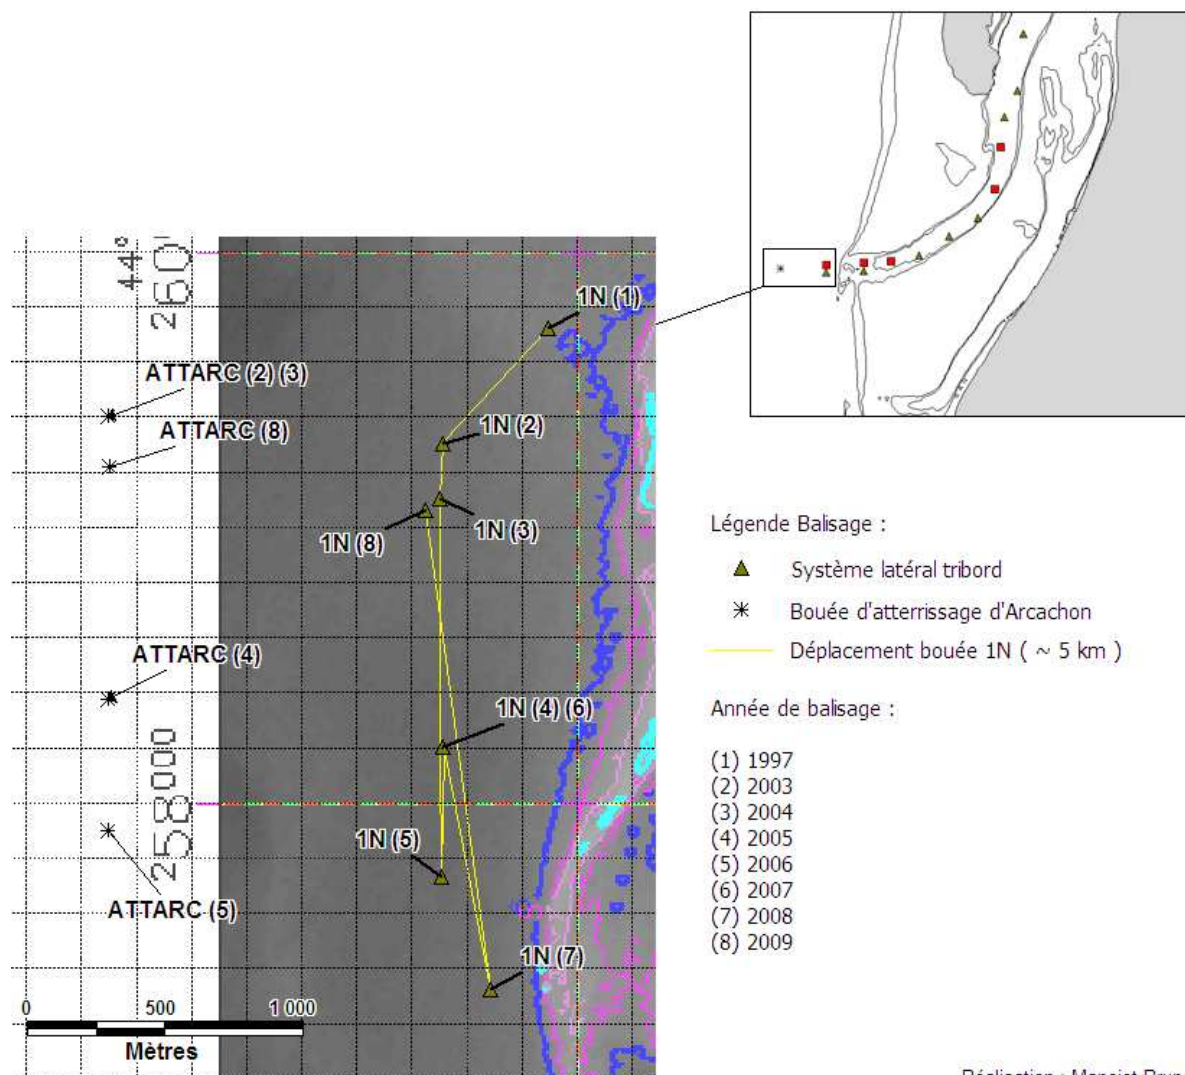 44°
260
1N (1)
ATTARC (2) (3)
1N (2)
ATTARC (8)
1N (3)
1N (8)
ATTARC (4)
1N (4) (6)
258000
1N (5)
ATTARC (5)
1N (7)
0 500 1 000
Mètres
Légende Balisage :
Système latéral tribord
Bouée d'atterrissage d'Arcachon
Déplacement bouée 1N ( ~ 5 km )
Année de balisage :
(1) 1997
(2) 2003
(3) 2004
(4) 2005
(5) 2006
(6) 2007
(7) 2008
(8) 2009